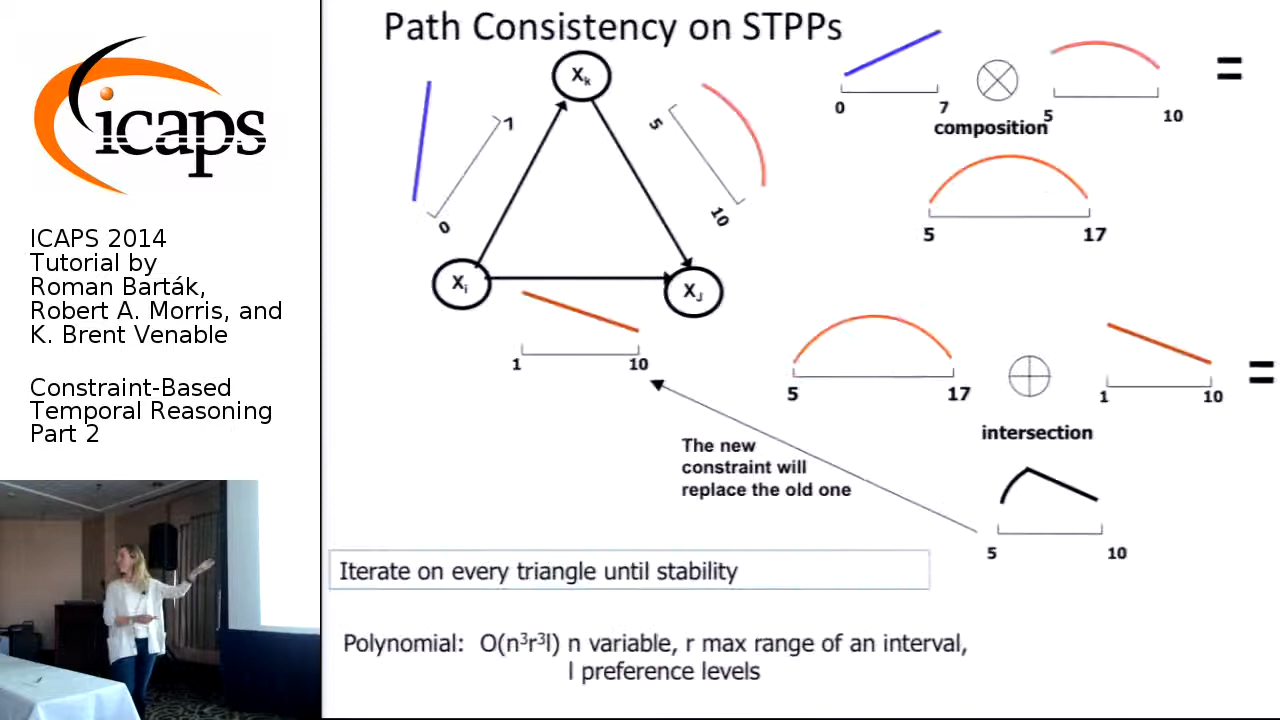 icaps
ICAPS 2014
Tutorial by
Roman Barták,
Robert A. Morris, and
K. Brent Venable
Constraint-Based
Temporal Reasoning
Part 2
Path Consistency on STPPs
Xk
7
0
5
10
Xi
XJ
1
10
0
7
5
10
=
composition
5
17
5
17
1
10
=
intersection
The new
constraint will
replace the old one
5
10
Iterate on every triangle until stability
Polynomial: O(n³r³l) n variable, r max range of an interval,
l preference levels